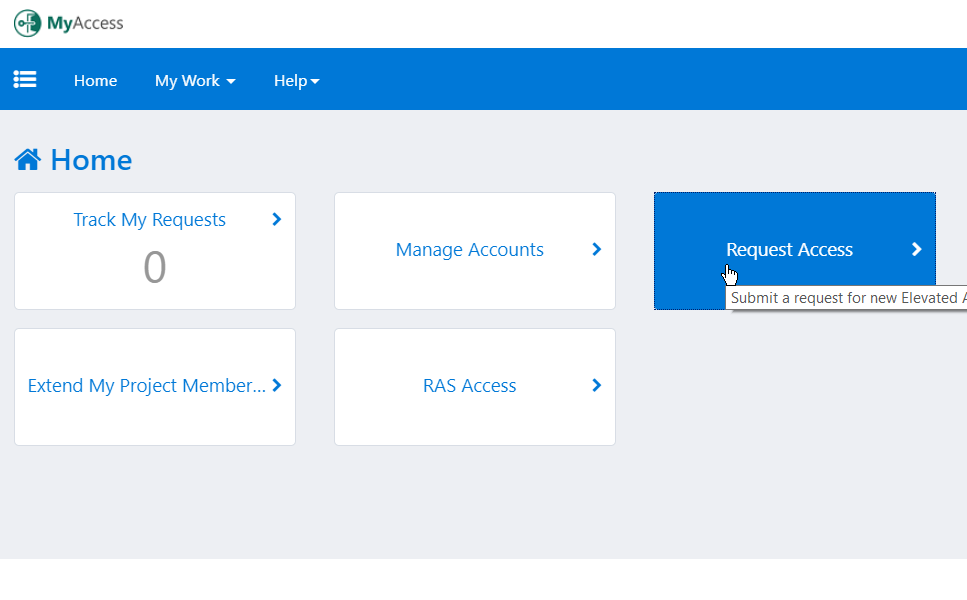 MyAccess
Home My Work Help
Home
Track My Requests
0
Manage Accounts
Request Access
Submit a request for new Elevated
Extend My Project Member...
RAS Access